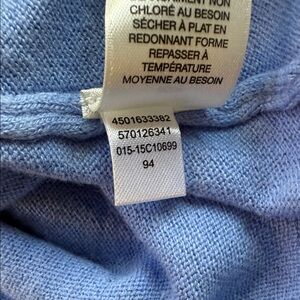 CHLORÉ AU BESOIN
SÉCHER À PLAT EN
REDONNANT FORME
REPASSER À
TEMPÉRATURE
MOYENNE AU BESOIN
4501633382
570126341
015-15C10699
94